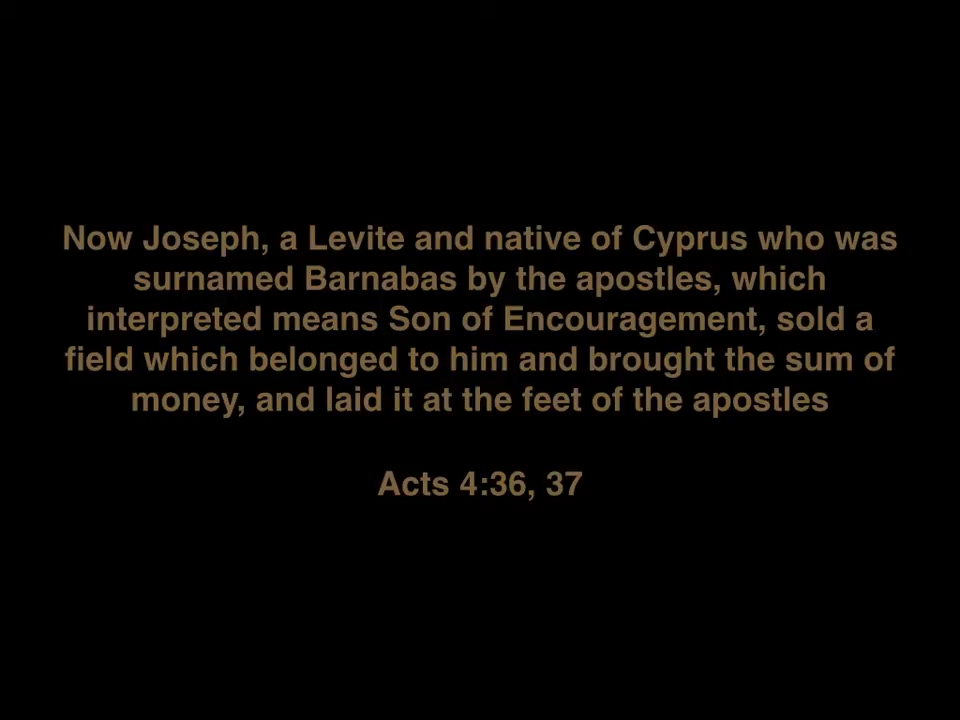 Now Joseph, a Levite and native of Cyprus who was
surnamed Barnabas by the apostles, which
interpreted means Son of Encouragement, sold a
field which belonged to him and brought the sum of
money, and laid it at the feet of the apostles
Acts 4:36, 37